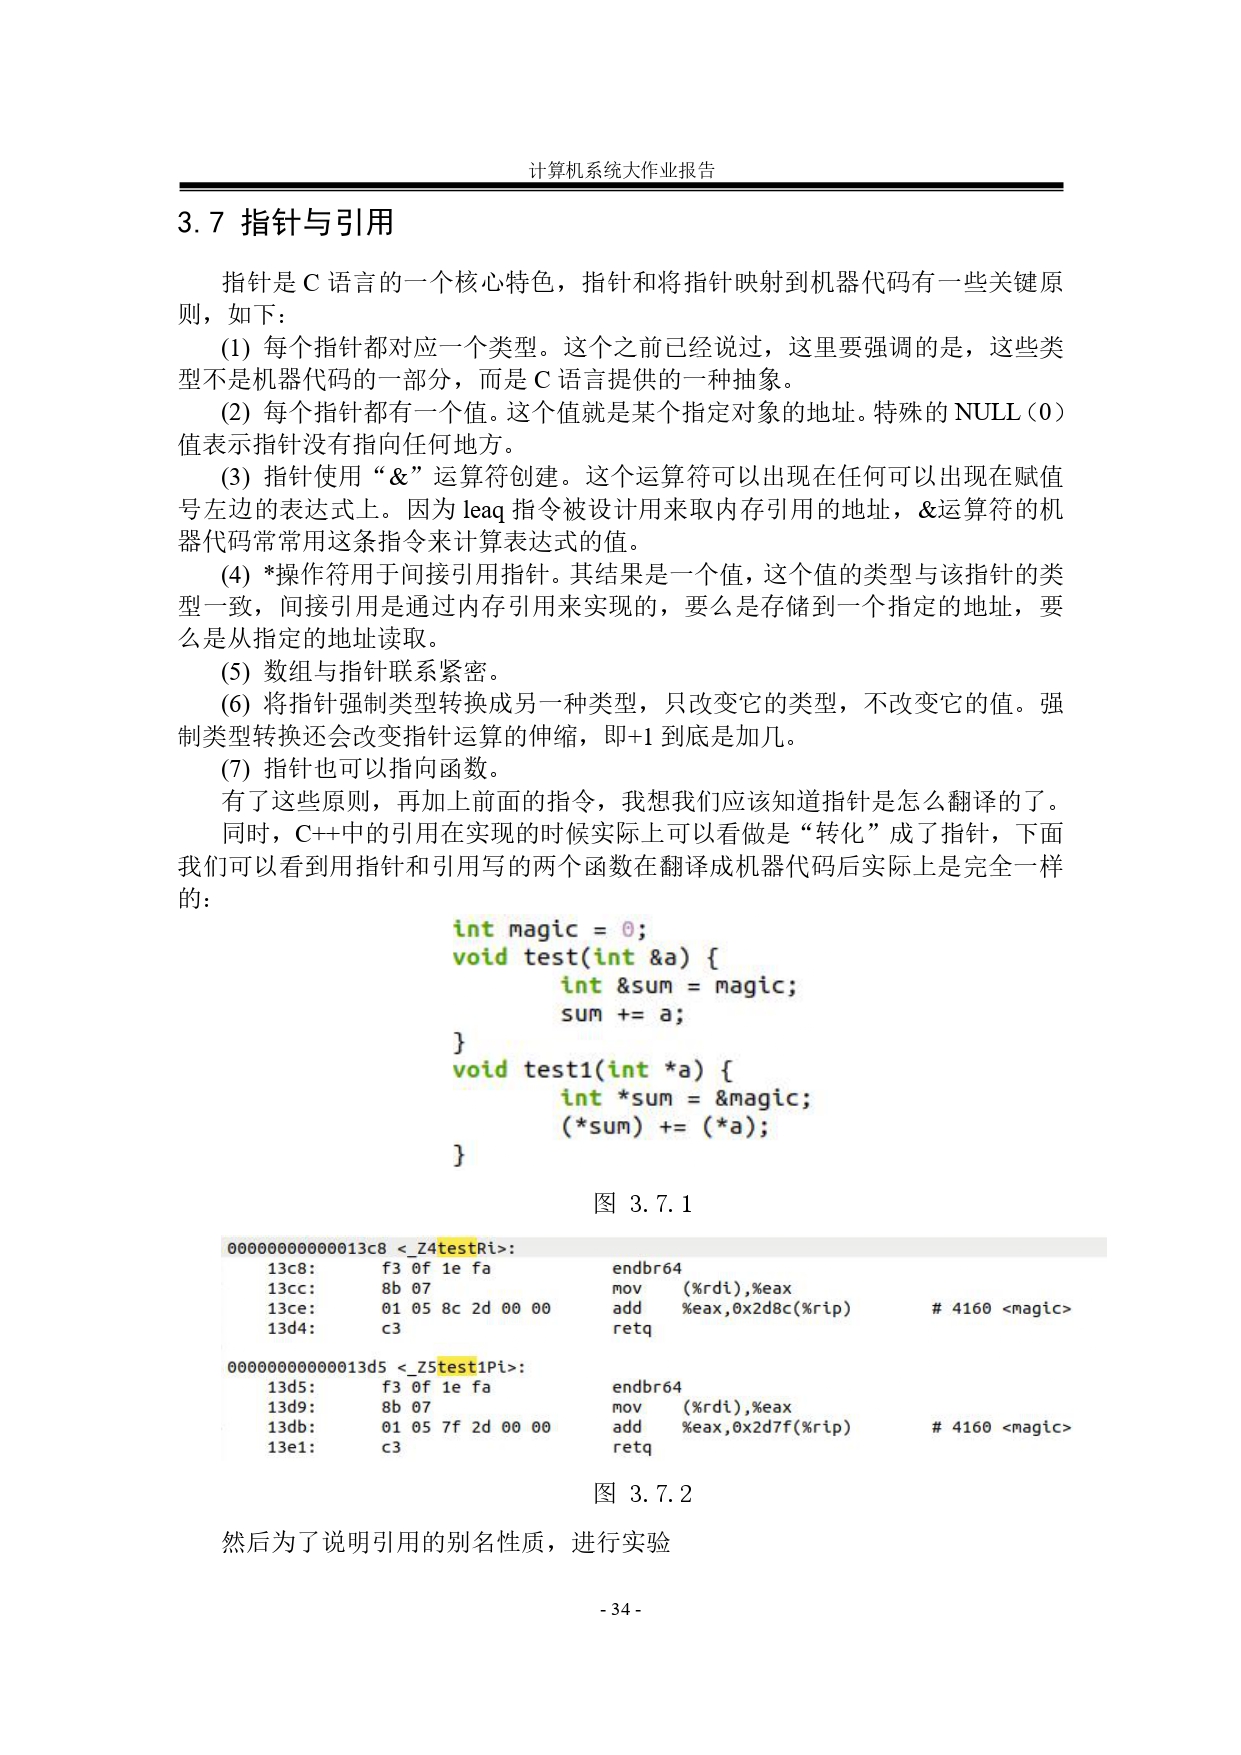 计算机系统大作业报告
3.7 指针与引用
指针是 C 语言的一个核心特色，指针和将指针映射到机器代码有一些关键原
则，如下：
(1) 每个指针都对应一个类型。这个之前已经说过，这里要强调的是，这些类
型不是机器代码的一部分，而是 C 语言提供的一种抽象。
(2) 每个指针都有一个值。这个值就是某个指定对象的地址。特殊的 NULL（0）
值表示指针没有指向任何地方。
(3) 指针使用“&”运算符创建。这个运算符可以出现在任何可以出现在赋值
号左边的表达式上。因为 leaq 指令被设计用来取内存引用的地址，&运算符的机
器代码常常用这条指令来计算表达式的值。
(4) *操作符用于间接引用指针。其结果是一个值，这个值的类型与该指针的类
型一致，间接引用是通过内存引用来实现的，要么是存储到一个指定的地址，要
么是从指定的地址读取。
(5) 数组与指针联系紧密。
(6) 将指针强制类型转换成另一种类型，只改变它的类型，不改变它的值。强
制类型转换还会改变指针运算的伸缩，即+1 到底是加几。
(7) 指针也可以指向函数。
有了这些原则，再加上前面的指令，我想我们应该知道指针是怎么翻译的了。
同时，C++中的引用在实现的时候实际上可以看做是“转化”成了指针，下面
我们可以看到用指针和引用写的两个函数在翻译成机器代码后实际上是完全一样
的：
int magic = 0;
void test(int &a) {
int &sum = magic;
sum += a;
}
void test1(int *a) {
int *sum = &magic;
(*sum) += (*a);
}
图 3.7.1
00000000000013c8 <_Z4testRi>:
13c8: f3 0f 1e fa endbr64
13cc: 8b 07 mov (%rdi),%eax
13ce: 01 05 8c 2d 00 00 add %eax,0x2d8c(%rip) # 4160 <magic>
13d4: c3 retq
00000000000013d5 <_Z5test1Pi>:
13d5: f3 0f 1e fa endbr64
13d9: 8b 07 mov (%rdi),%eax
13db: 01 05 7f 2d 00 00 add %eax,0x2d7f(%rip) # 4160 <magic>
13e1: c3 retq
图 3.7.2
然后为了说明引用的别名性质，进行实验
- 34 -